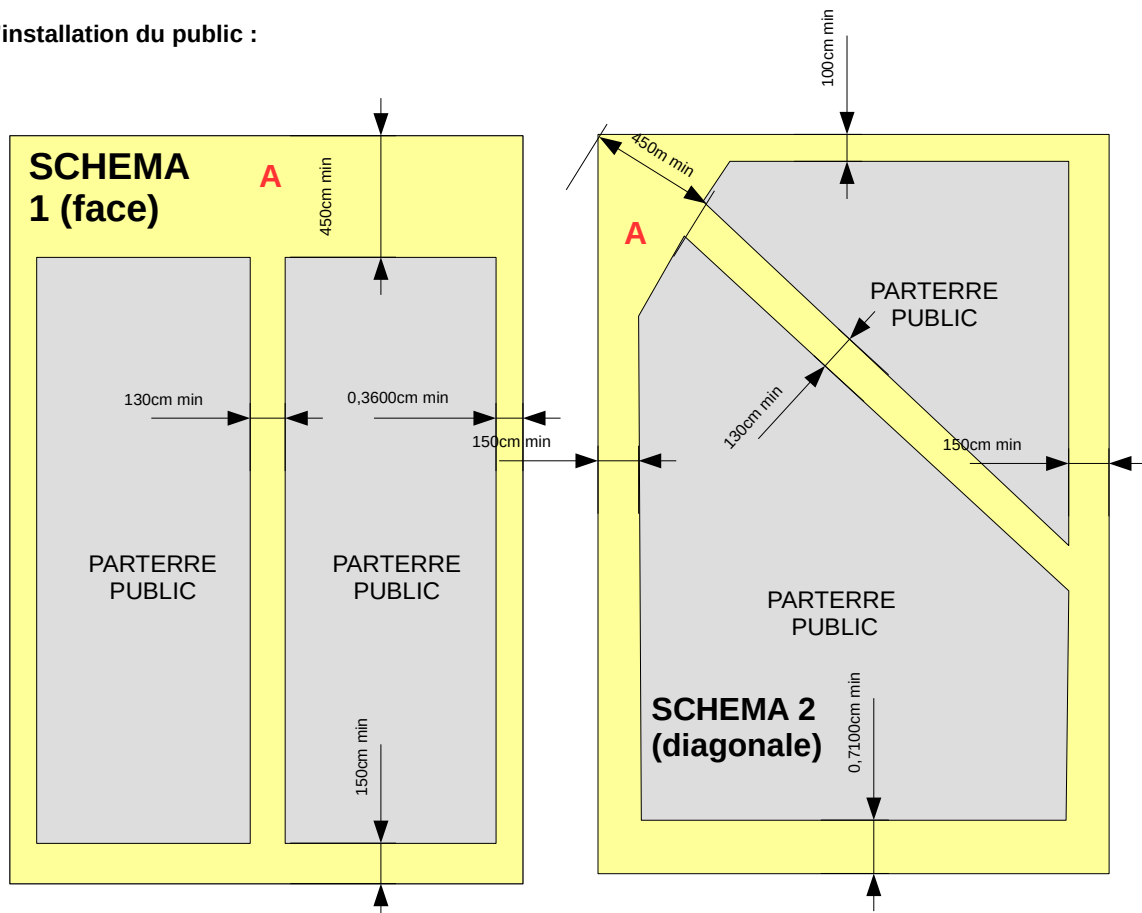 'installation du public :
SCHEMA
1 (face)
A
450cm min
130cm min
0,3600cm min
PARTERRE
PUBLIC
PARTERRE
PUBLIC
150cm min
100cm min
450m min
A
PARTERRE
PUBLIC
130cm min
150cm min
150cm min
PARTERRE
PUBLIC
SCHEMA 2
(diagonale)
0,7100cm min